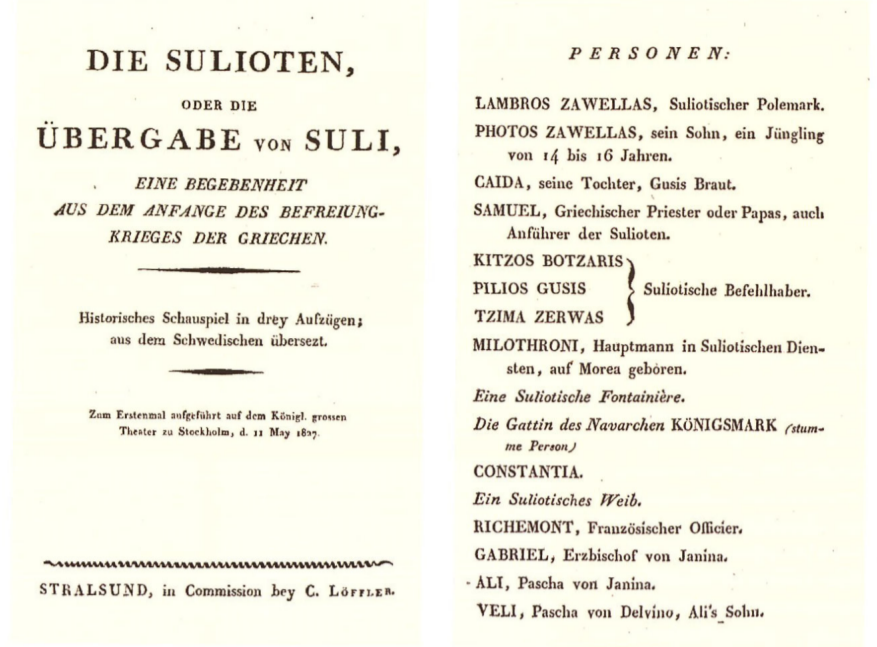 DIE SULIOTEN,
ODER DIE
ÜBERGABE VON SULI,
EINE BEGEBENHEIT
AUS DEM ANFANGE DES BEFREIUNG-
KRIEGES DER GRIECHEN.
Historisches Schauspiel in drey Aufzügen;
aus dem Schwedischen übersezt.
Zum Erstenmal aufgeführt auf dem Königl. grossen
Theater zu Stockholm, d. 11 May 1827.
STRALSUND, in Commission bey C. LÖFFLER.
PERSONEN:
LAMBROS ZAWELLAS, Suliotischer Polemark.
PHOTOS ZAWELLAS, sein Sohn, ein Jüngling
von 14 bis 16 Jahren.
CAIDA, seine Tochter, Gusis Braut.
SAMUEL, Griechischer Priester oder Papas, auch
Anführer der Sulioten.
KITZOS BOTZARIS
PILIOS GUSIS } Suliotische Befehlhaber.
TZIMA ZERWAS
MILOTHRONI, Hauptmann in Suliotischen Dien-
sten, auf Morea geboren.
Eine Suliotische Fontainière.
Die Gattin des Navarchen KÖNIGSMARK (stum-
me Person)
CONSTANTIA.
Ein Suliotisches Weib.
RICHEMONT, Französischer Officier.
GABRIEL, Erzbischof von Janina.
ALI, Pascha von Janina.
VELI, Pascha von Delvino, Ali's Sohn.